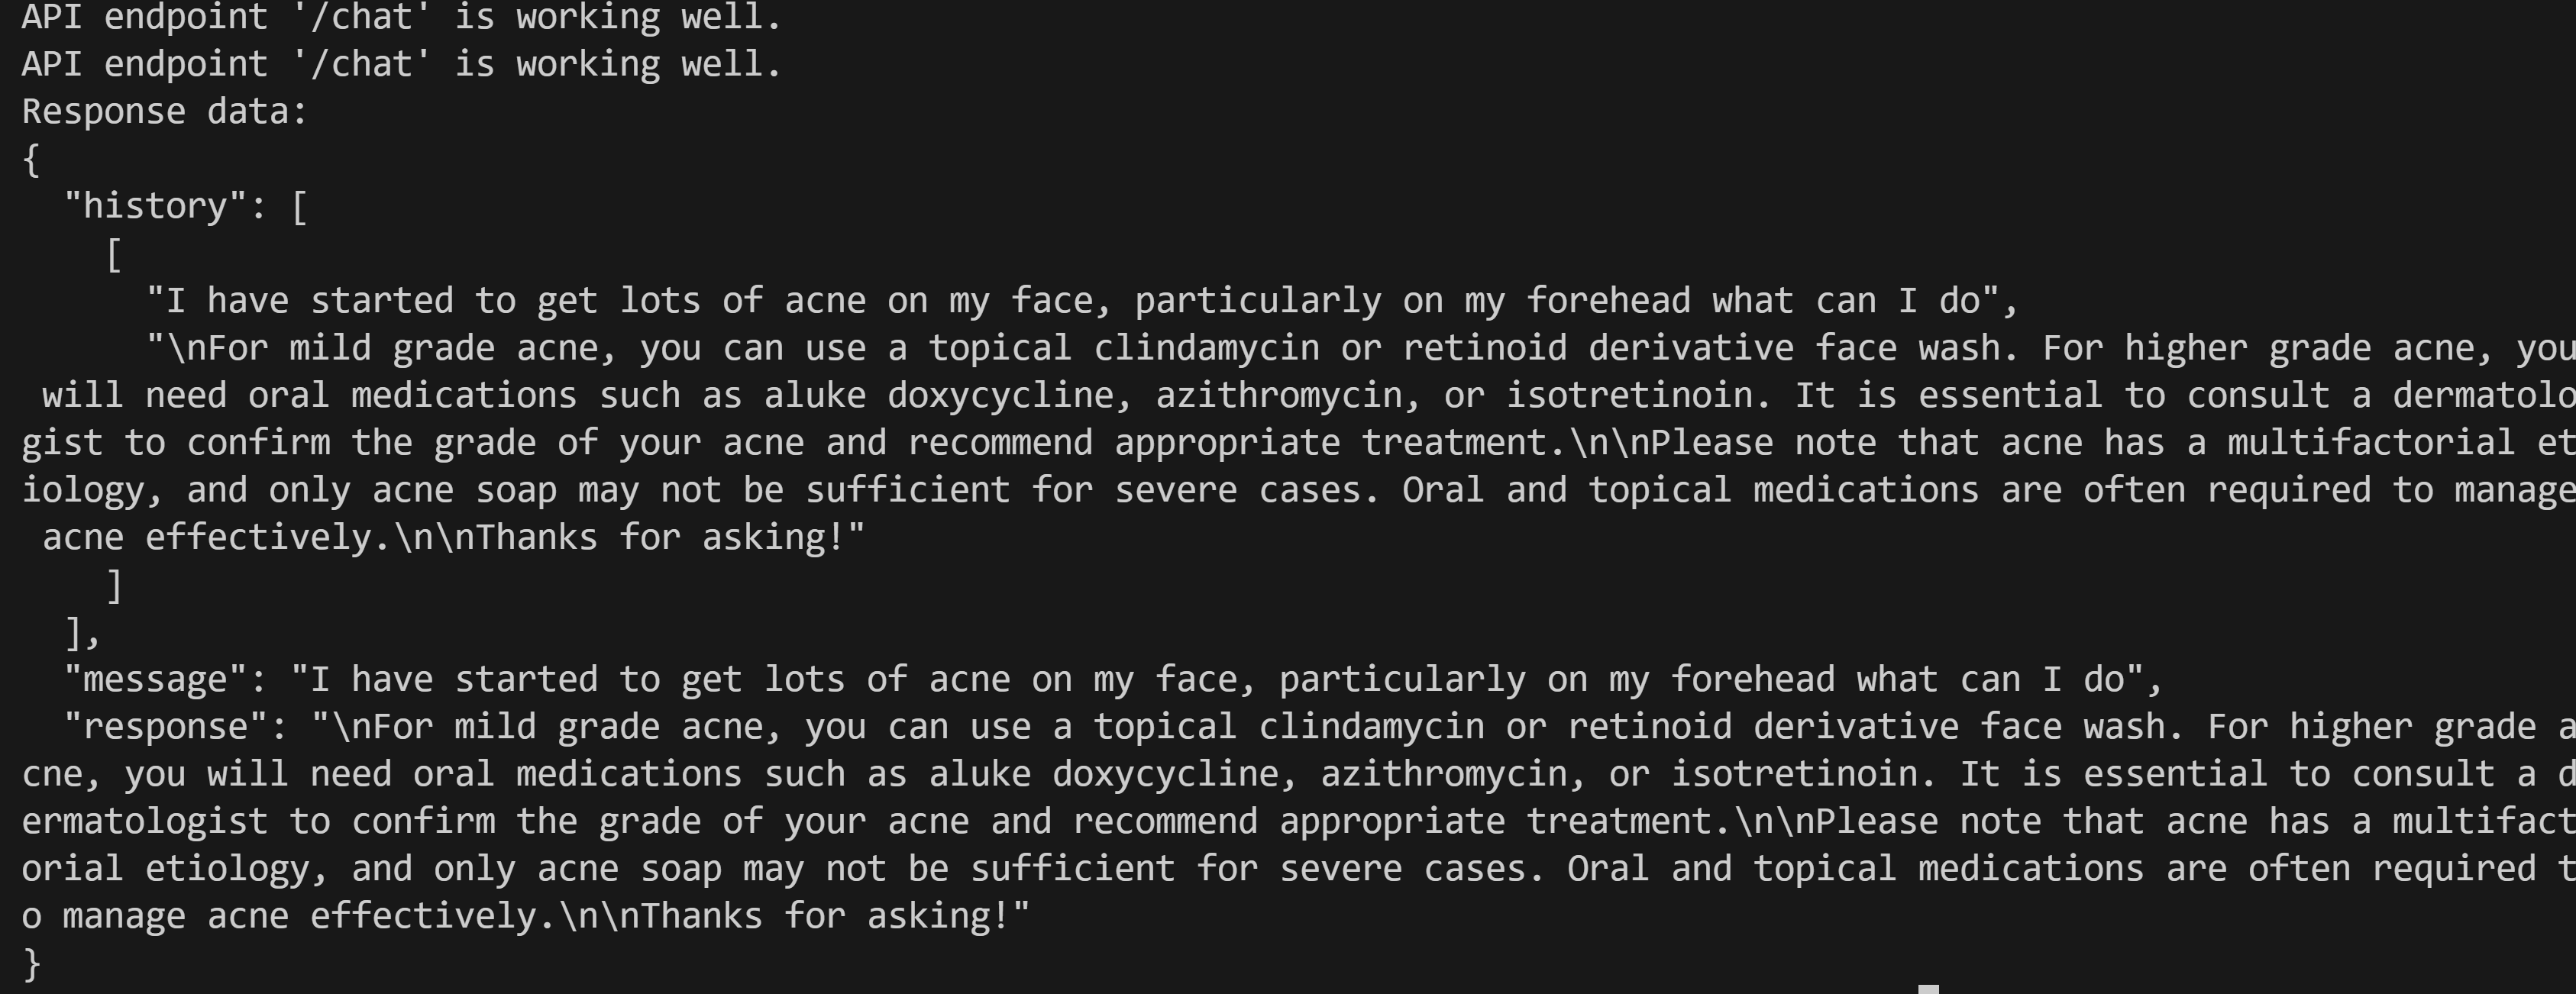 API endpoint '/chat' is working well.
API endpoint '/chat' is working well.
Response data:
{
  "history": [
    [
      "I have started to get lots of acne on my face, particularly on my forehead what can I do",
      "\nFor mild grade acne, you can use a topical clindamycin or retinoid derivative face wash. For higher grade acne, you
 will need oral medications such as aluke doxycycline, azithromycin, or isotretinoin. It is essential to consult a dermatolo
gist to confirm the grade of your acne and recommend appropriate treatment.\n\nPlease note that acne has a multifactorial et
iology, and only acne soap may not be sufficient for severe cases. Oral and topical medications are often required to manage
 acne effectively.\n\nThanks for asking!"
    ]
  ],
  "message": "I have started to get lots of acne on my face, particularly on my forehead what can I do",
  "response": "\nFor mild grade acne, you can use a topical clindamycin or retinoid derivative face wash. For higher grade a
cne, you will need oral medications such as aluke doxycycline, azithromycin, or isotretinoin. It is essential to consult a d
ermatologist to confirm the grade of your acne and recommend appropriate treatment.\n\nPlease note that acne has a multifact
orial etiology, and only acne soap may not be sufficient for severe cases. Oral and topical medications are often required t
o manage acne effectively.\n\nThanks for asking!"
}